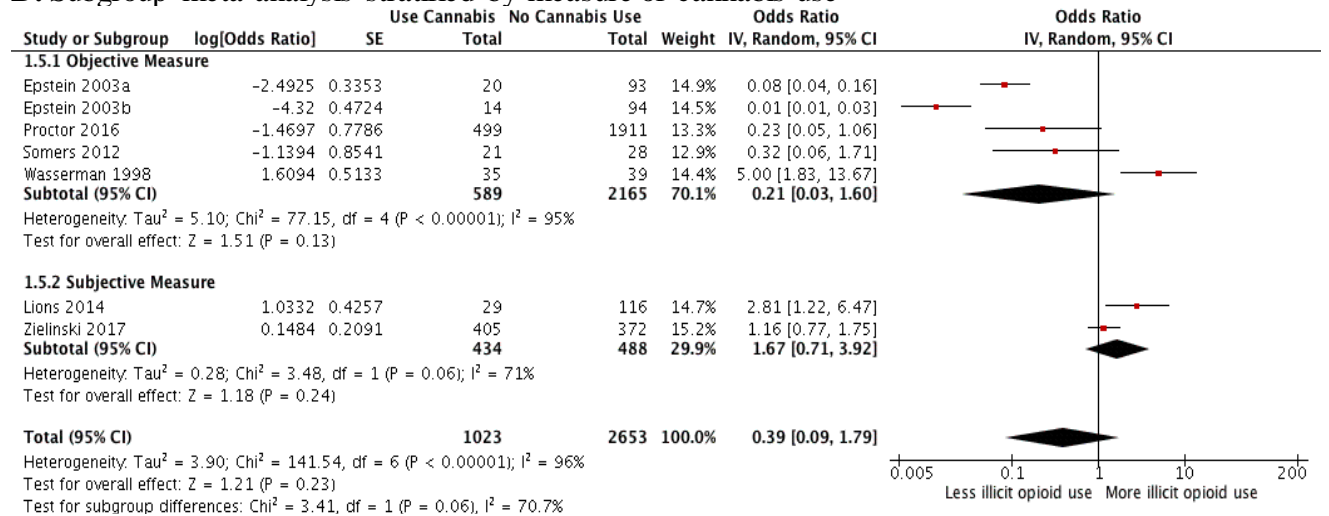 B. Subgroup meta-analysis stratified by measure of cannabis use
Use Cannabis No Cannabis Use Odds Ratio Odds Ratio
Study or Subgroup log[Odds Ratio] SE Total Total Weight IV, Random, 95% CI IV, Random, 95% CI
1.5.1 Objective Measure
Epstein 2003a -2.4925 0.3353 20 93 14.9% 0.08 [0.04, 0.16]
Epstein 2003b -4.32 0.4724 14 94 14.5% 0.01 [0.01, 0.03]
Proctor 2016 -1.4697 0.7786 499 1911 13.3% 0.23 [0.05, 1.06]
Somers 2012 -1.1394 0.8541 21 28 12.9% 0.32 [0.06, 1.71]
Wasserman 1998 1.6094 0.5133 35 39 14.4% 5.00 [1.83, 13.67]
Subtotal (95% CI) 589 2165 70.1% 0.21 [0.03, 1.60]
Heterogeneity: Tau² = 5.10; Chi² = 77.15, df = 4 (P < 0.00001); I² = 95%
Test for overall effect: Z = 1.51 (P = 0.13)
1.5.2 Subjective Measure
Lions 2014 1.0332 0.4257 29 116 14.7% 2.81 [1.22, 6.47]
Zielinski 2017 0.1484 0.2091 405 372 15.2% 1.16 [0.77, 1.75]
Subtotal (95% CI) 434 488 29.9% 1.67 [0.71, 3.92]
Heterogeneity: Tau² = 0.28; Chi² = 3.48, df = 1 (P = 0.06); I² = 71%
Test for overall effect: Z = 1.18 (P = 0.24)
Total (95% CI) 1023 2653 100.0% 0.39 [0.09, 1.79]
Heterogeneity: Tau² = 3.90; Chi² = 141.54, df = 6 (P < 0.00001); I² = 96%
Test for overall effect: Z = 1.21 (P = 0.23)
Test for subgroup differences: Chi² = 3.41, df = 1 (P = 0.06), I² = 70.7%
0.005 0.1 1 10 200
Less illicit opioid use More illicit opioid use